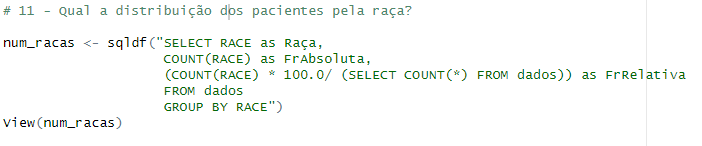 # 11 - Qual a distribuição dos pacientes pela raça?
num_racas <- sqldf("SELECT RACE as Raça,
COUNT(RACE) as FrAbsoluta,
(COUNT(RACE) * 100.0/ (SELECT COUNT(*) FROM dados)) as FrRelativa
FROM dados
GROUP BY RACE")
View(num_racas)